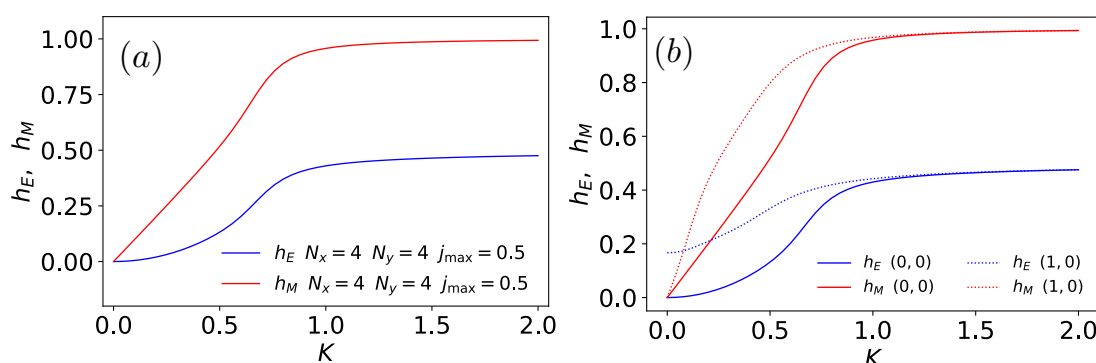 (a)
h_E, h_M
1.00
0.75
0.50
0.25
0.00
h_E N_x = 4 N_y = 4 j_max = 0.5
h_M N_x = 4 N_y = 4 j_max = 0.5
0.0 0.5 1.0 1.5 2.0
K
(b)
h_E, h_M
1.0
0.8
0.6
0.4
0.2
0.0
h_E (0, 0) h_E (1, 0)
h_M (0, 0) h_M (1, 0)
0.0 0.5 1.0 1.5 2.0
K